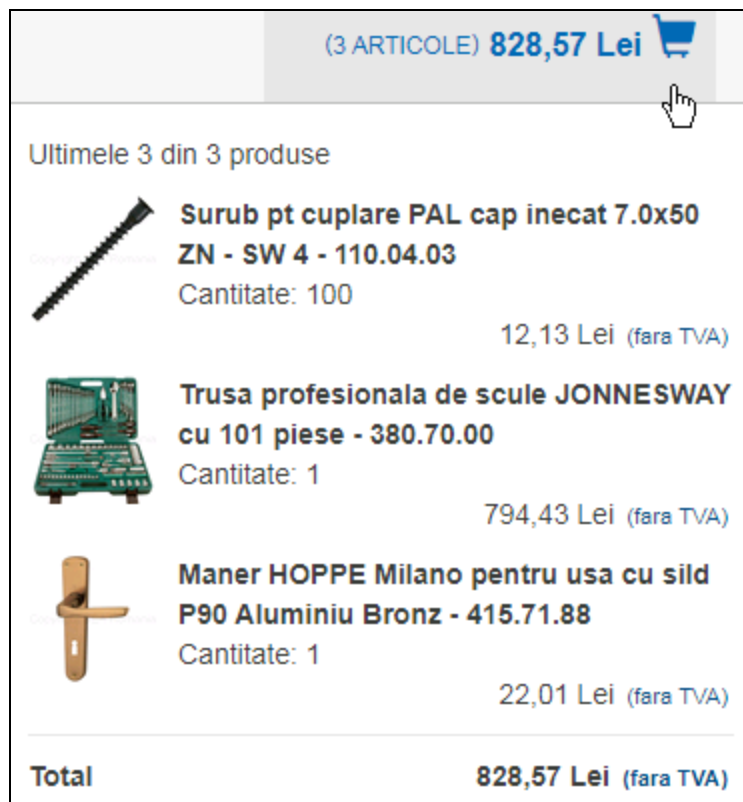 (3 ARTICOLE) 828,57 Lei
Ultimele 3 din 3 produse
Surub pt cuplare PAL cap inecat 7.0x50
ZN - SW 4 - 110.04.03
Cantitate: 100
12,13 Lei (fara TVA)
Trusa profesionala de scule JONNESWAY
cu 101 piese - 380.70.00
Cantitate: 1
794,43 Lei (fara TVA)
Maner HOPPE Milano pentru usa cu sild
P90 Aluminiu Bronz - 415.71.88
Cantitate: 1
22,01 Lei (fara TVA)
Total 828,57 Lei (fara TVA)